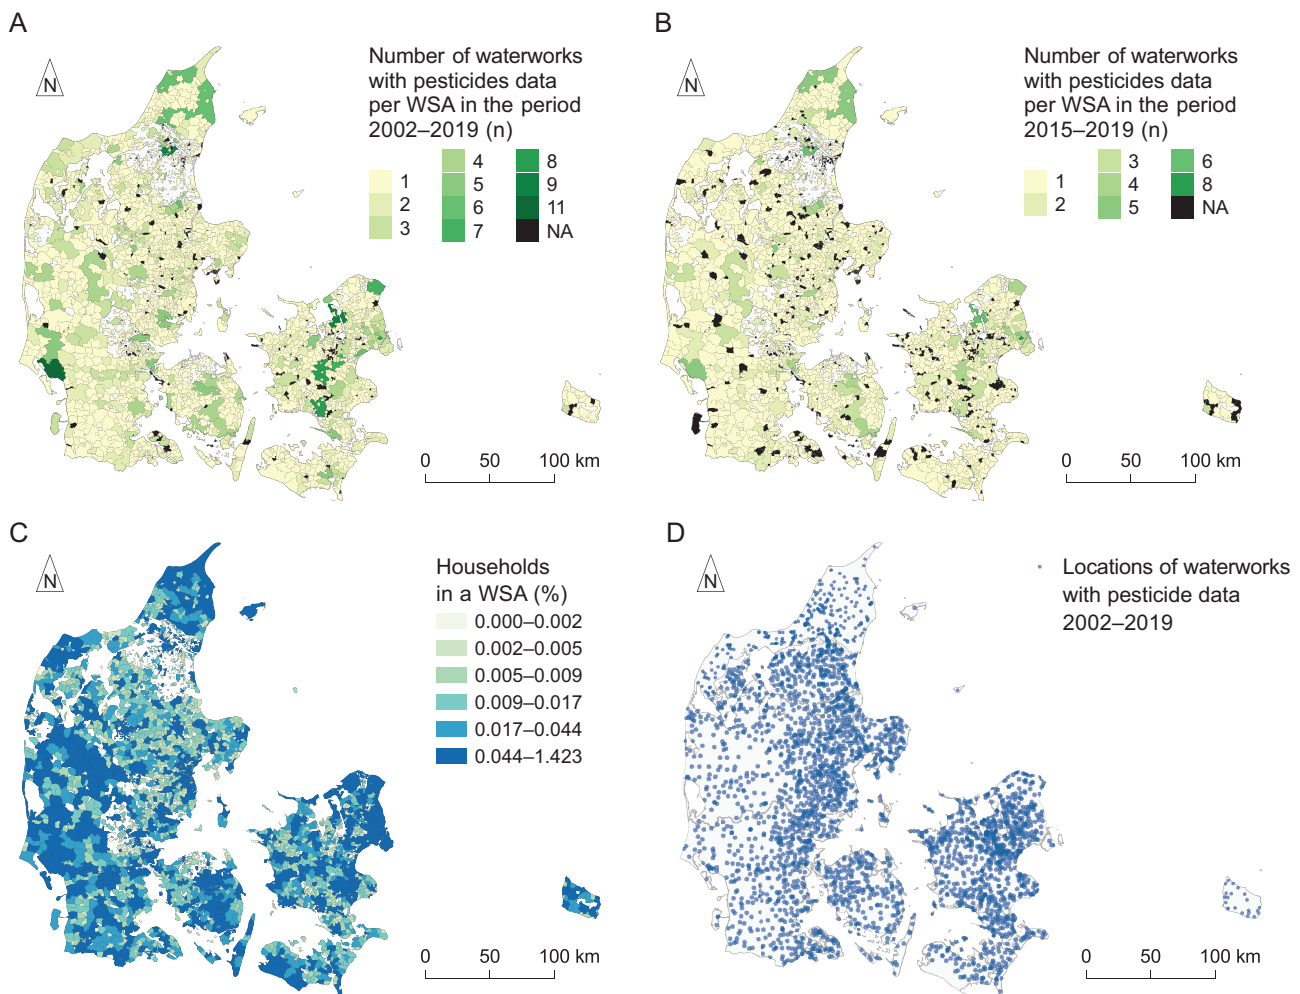 A
N
Number of waterworks
with pesticides data
per WSA in the period
2002–2019 (n)
1
2
3
4
5
6
7
8
9
11
NA
0 50 100 km
B
N
Number of waterworks
with pesticides data
per WSA in the period
2015–2019 (n)
1
2
3
4
5
6
8
NA
0 50 100 km
C
N
Households
in a WSA (%)
0.000–0.002
0.002–0.005
0.005–0.009
0.009–0.017
0.017–0.044
0.044–1.423
0 50 100 km
D
N
Locations of waterworks
with pesticide data
2002–2019
0 50 100 km